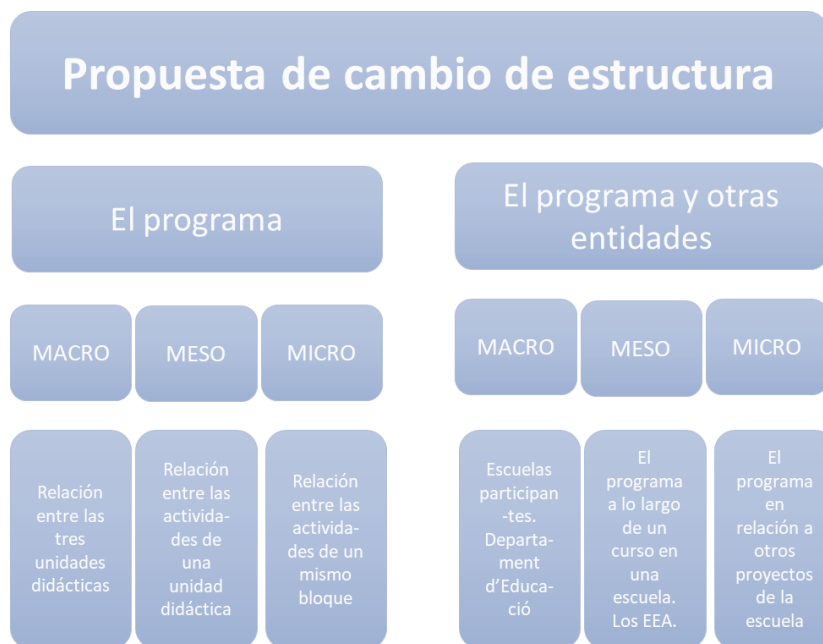 Propuesta de cambio de estructura
El programa
El programa y otras
entidades
MACRO
MESO
MICRO
MACRO
MESO
MICRO
Relación
entre las
tres
unidades
didácticas
Relación
entre las
activida-
des de
una
unidad
didáctica
Relación
entre las
activida-
des de un
mismo
bloque
Escuelas
participan
-tes.
Departa-
ment
d’Educa-
ció
El
programa
a lo largo
de un
curso en
una
escuela.
Los EEA.
El
programa
en
relación a
otros
proyectos
de la
escuela